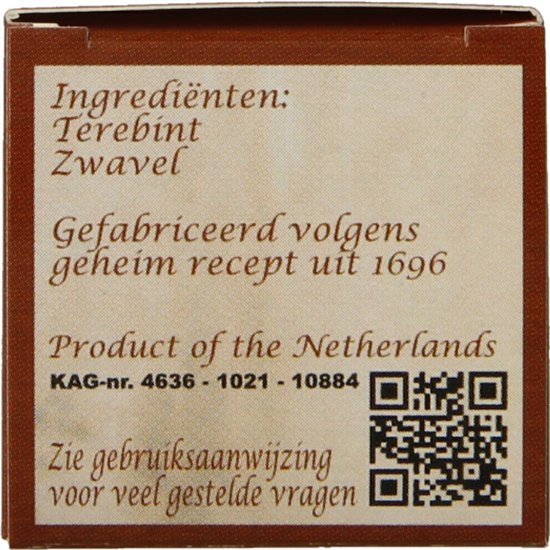 Ingrediënten:
Terebint
Zwavel
Gefabriceerd volgens
geheim recept uit 1696
Product of the Netherlands
KAG-nr. 4636 - 1021 - 10884
Zie gebruiksaanwijzing
voor veel gestelde vragen